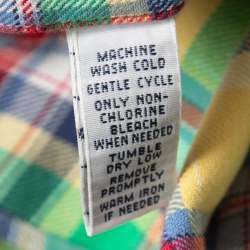 MACHINE
WASH COLD
GENTLE CYCLE
ONLY NON-
CHLORINE
BLEACH
WHEN NEEDED
TUMBLE
DRY LOW
REMOVE
PROMPTLY
WARM IRON
IF NEEDED